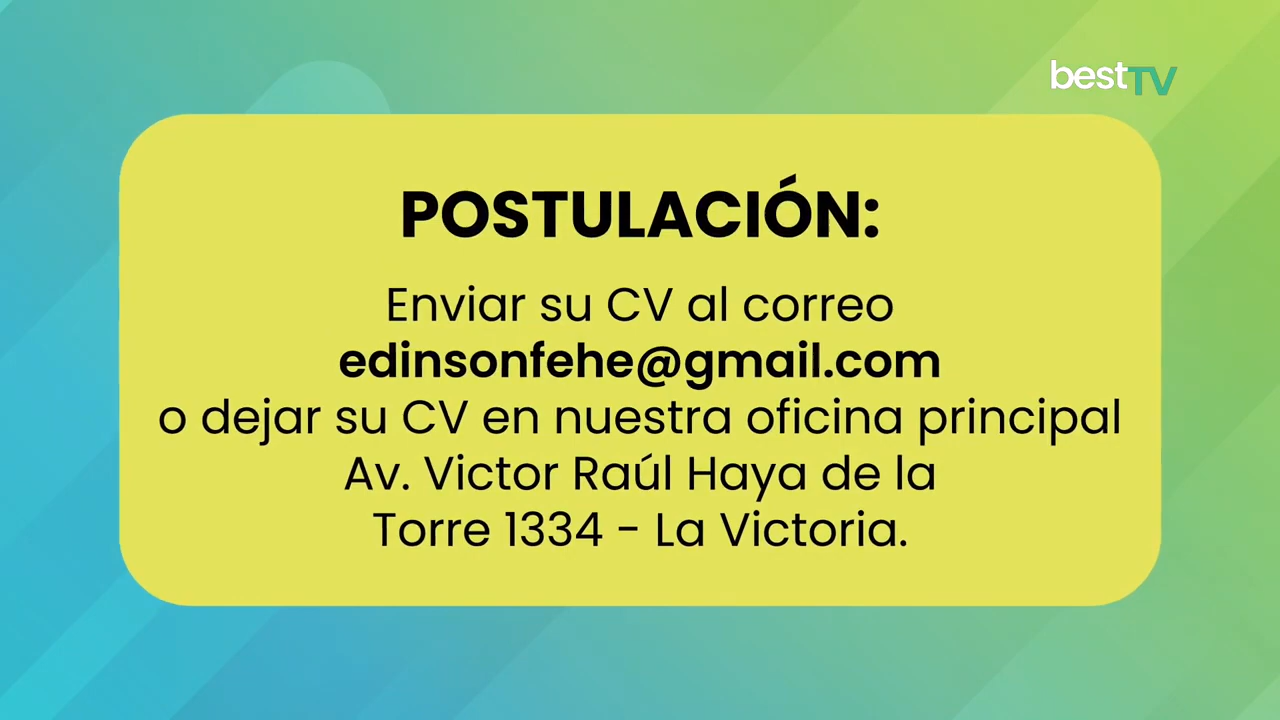 bestTV
POSTULACIÓN:
Enviar su CV al correo
edinsonfehe@gmail.com
o dejar su CV en nuestra oficina principal
Av. Victor Raúl Haya de la
Torre 1334 - La Victoria.